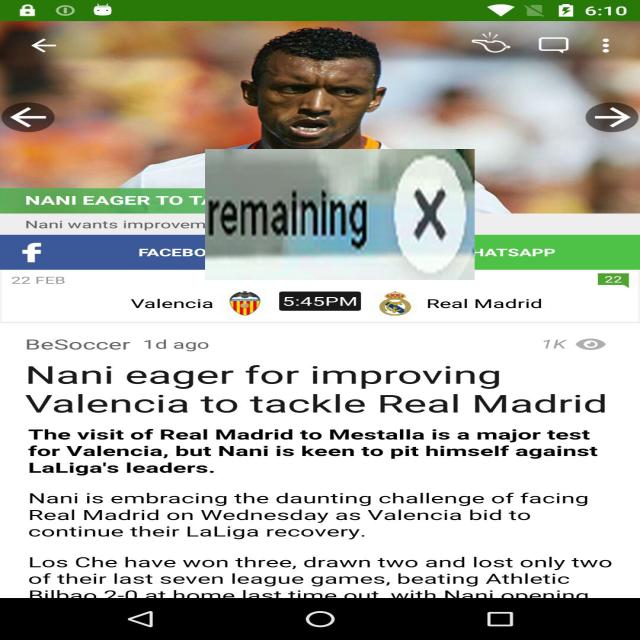 6:10
NANI EAGER TO TA
Nani wants improvem
remaining X
f FACEBO
HATSAPP
22 FEB
22
Valencia 5:45PM Real Madrid
BeSoccer 1d ago 1K
Nani eager for improving
Valencia to tackle Real Madrid
The visit of Real Madrid to Mestalla is a major test
for Valencia, but Nani is keen to pit himself against
LaLiga's leaders.
Nani is embracing the daunting challenge of facing
Real Madrid on Wednesday as Valencia bid to
continue their LaLiga recovery.
Los Che have won three, drawn two and lost only two
of their last seven league games, beating Athletic
Bilbao 2-0 at home last time out, with Nani opening